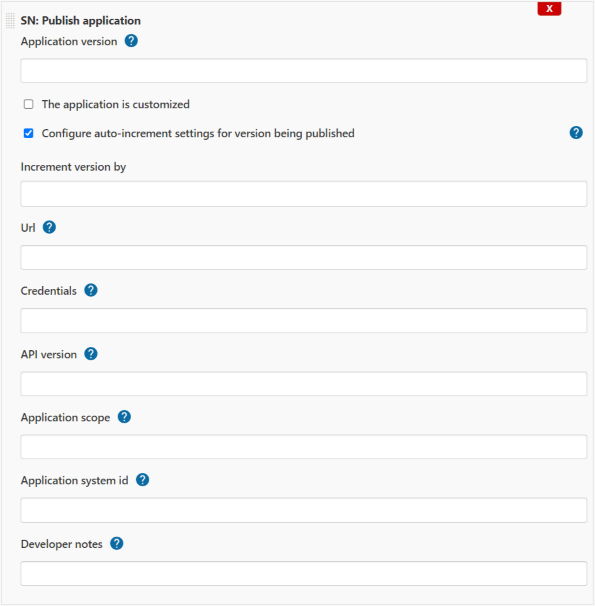 X
SN: Publish application
Application version ?
The application is customized
Configure auto-increment settings for version being published ?
Increment version by
Url ?
Credentials ?
API version ?
Application scope ?
Application system id ?
Developer notes ?